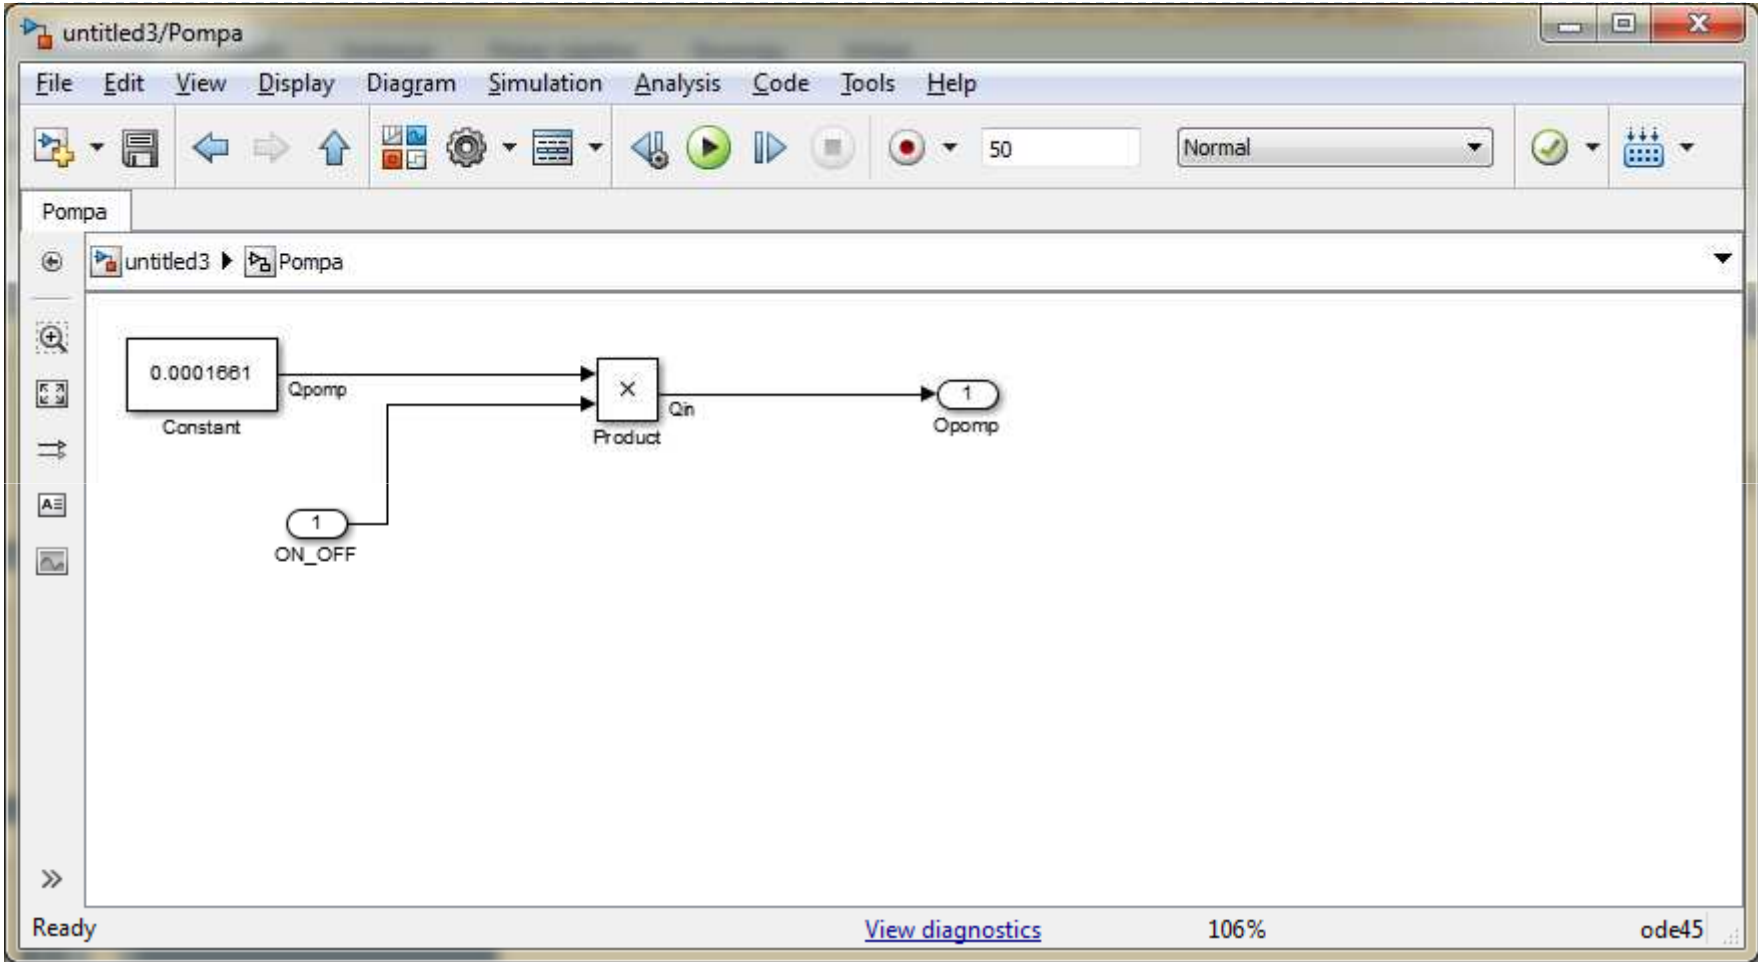 untitled3/Pompa
File Edit View Display Diagram Simulation Analysis Code Tools Help
50
Normal
Pompa
untitled3 Pompa
0.0001661
Qpomp
Constant
×
Qin
Product
1
Opomp
1
ON_OFF
Ready
View diagnostics
106%
ode45